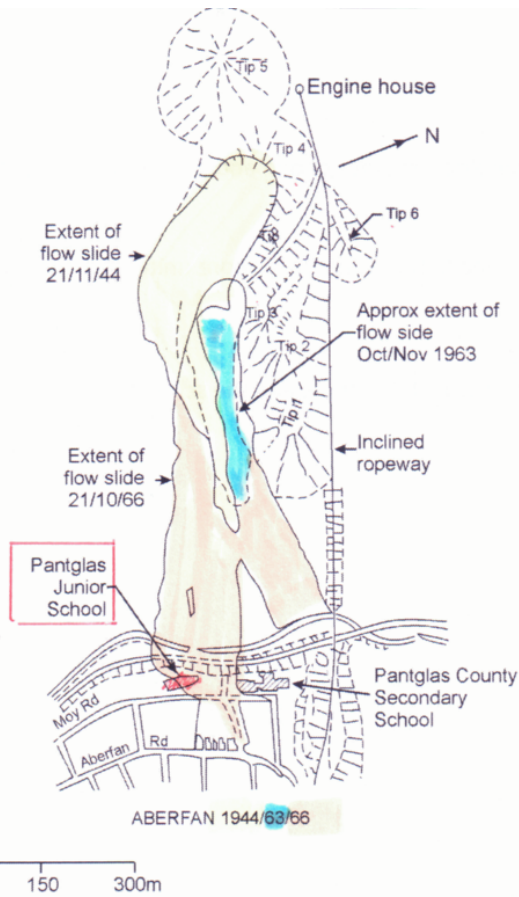 Tip 5
Engine house
N
Tip 4
Tip 6
Extent of
flow slide
21/11/44
Tip 3
Approx extent of
flow side
Oct/Nov 1963
Tip 2
Tip 1
Inclined
ropeway
Extent of
flow slide
21/10/66
Pantglas
Junior
School
Pantglas County
Secondary
School
Moy Rd
Aberfan Rd
ABERFAN 1944/63/66
150 300m